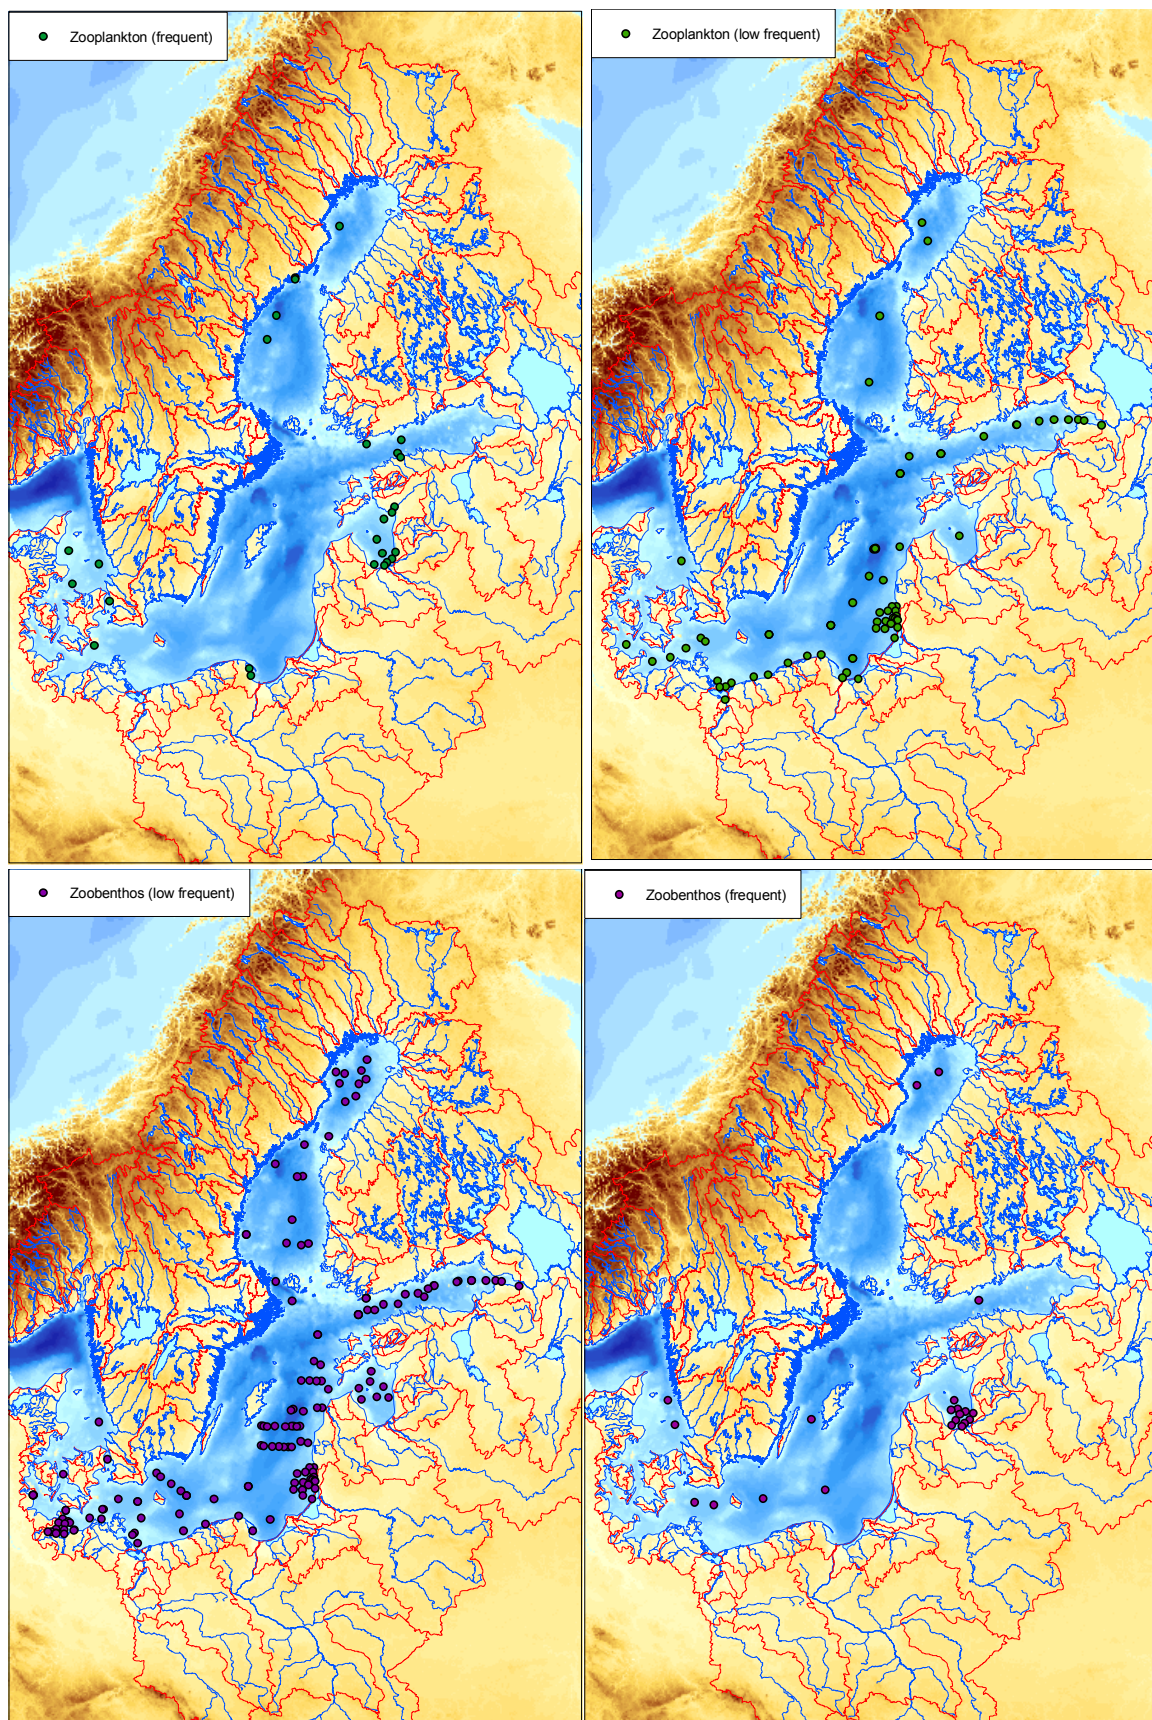 Zooplankton (frequent)
Zooplankton (low frequent)
Zoobenthos (low frequent)
Zoobenthos (frequent)